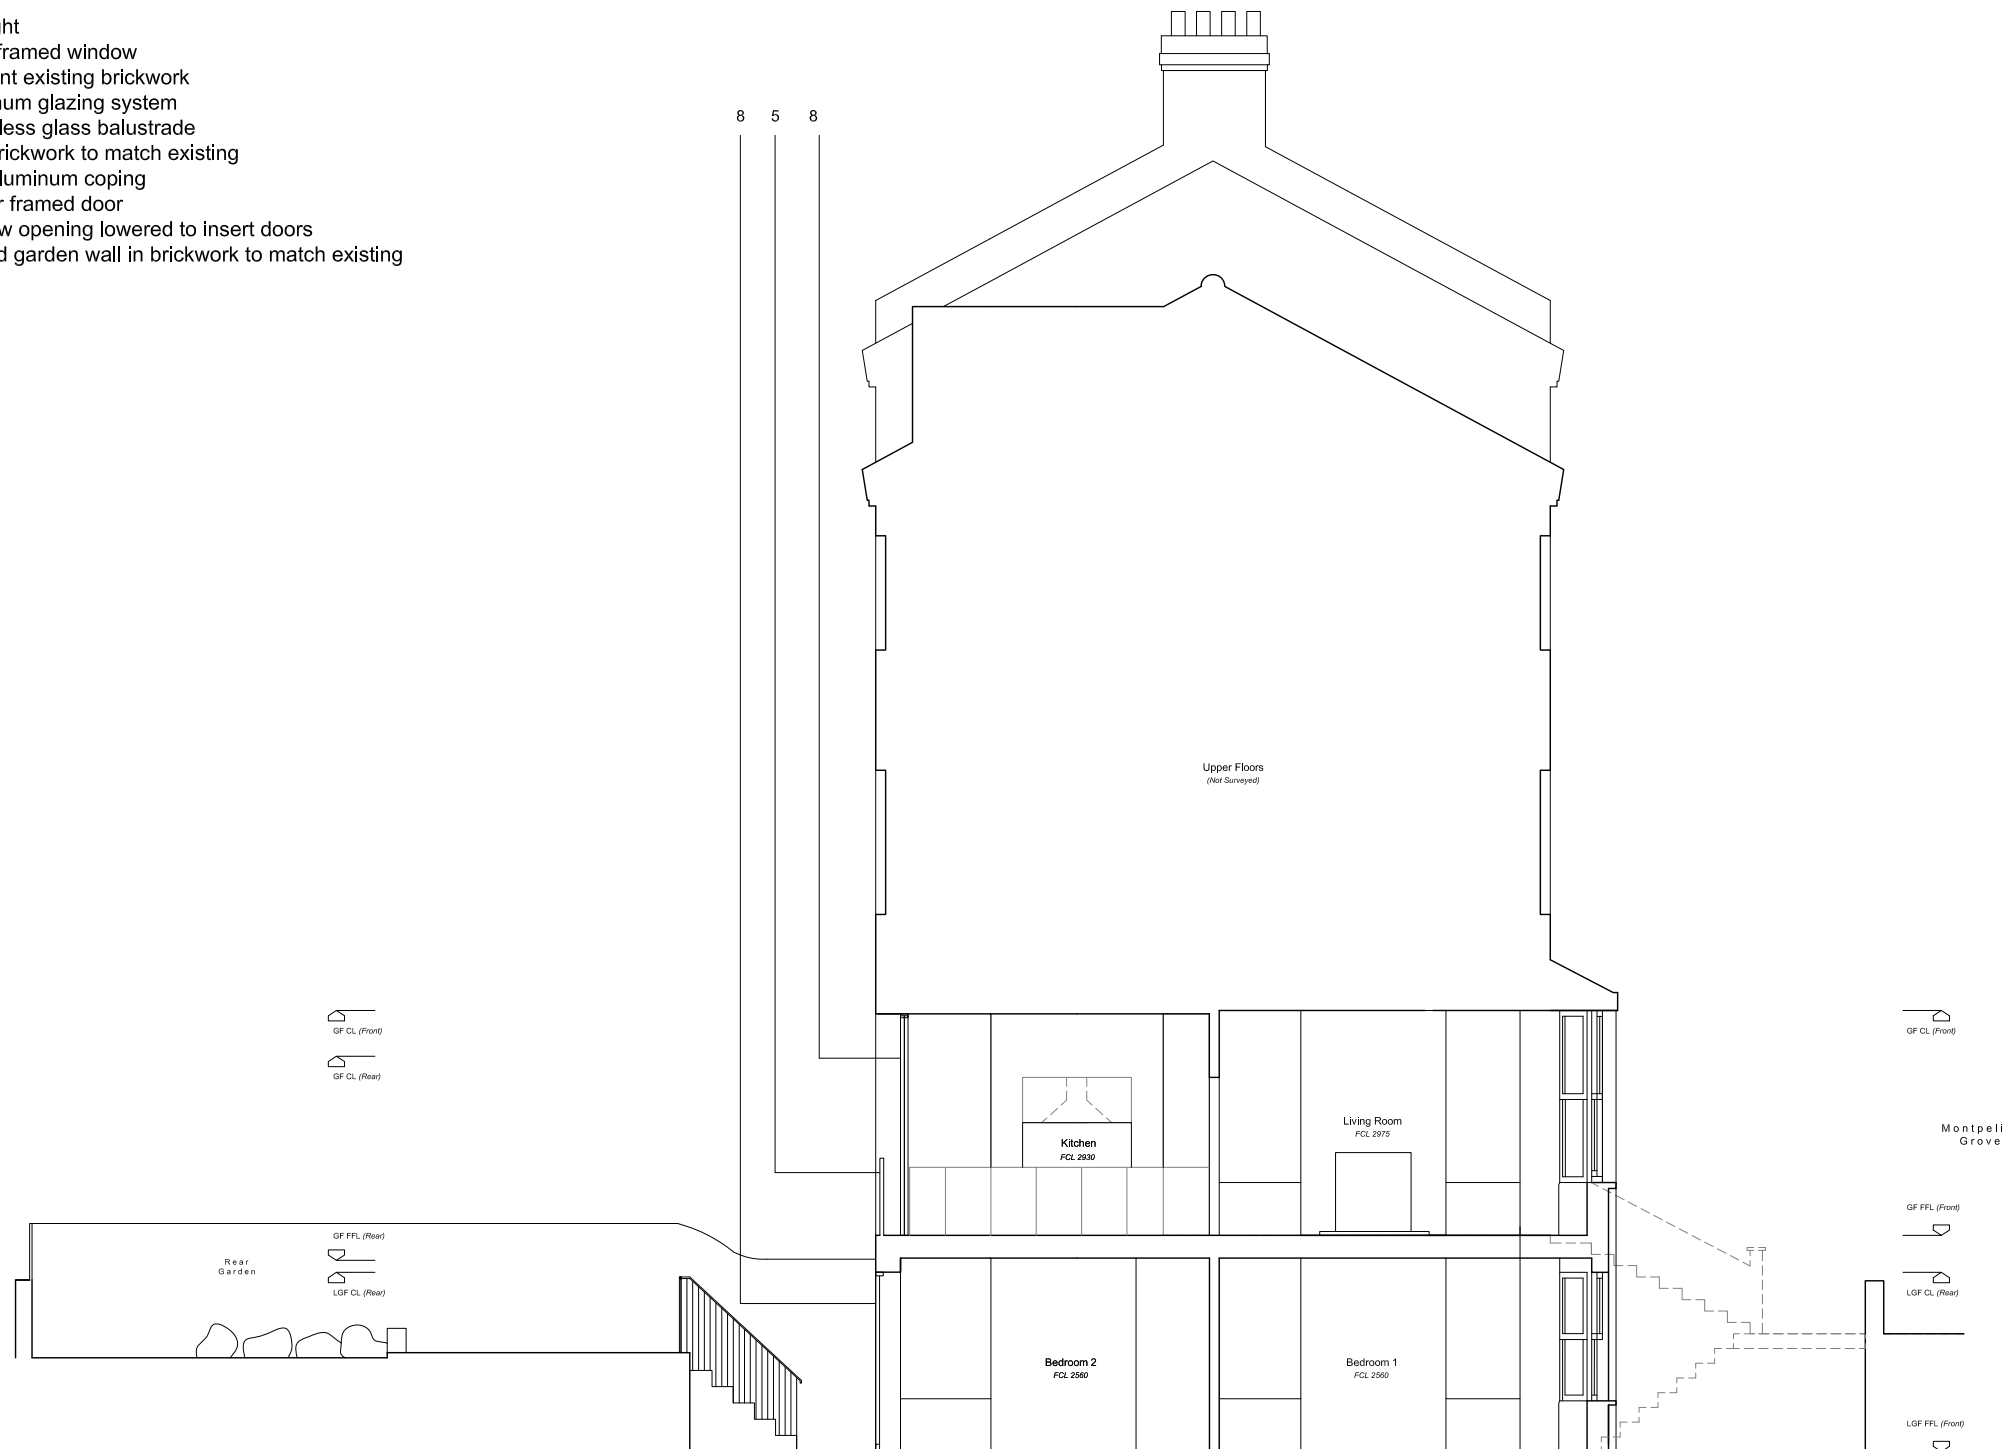 ght
framed window
nt existing brickwork
num glazing system
less glass balustrade
rickwork to match existing
luminum coping
r framed door
w opening lowered to insert doors
d garden wall in brickwork to match existing
8 5 8
Upper Floors
(Not Surveyed)
GF CL (Front)
GF CL (Front)
GF CL (Rear)
Kitchen
FCL 2930
Living Room
FCL 2975
Montpeli
Grove
GF FFL (Rear)
GF FFL (Front)
Rear
Garden
LGF CL (Rear)
LGF CL (Rear)
Bedroom 2
FCL 2560
Bedroom 1
FCL 2560
LGF FFL (Front)